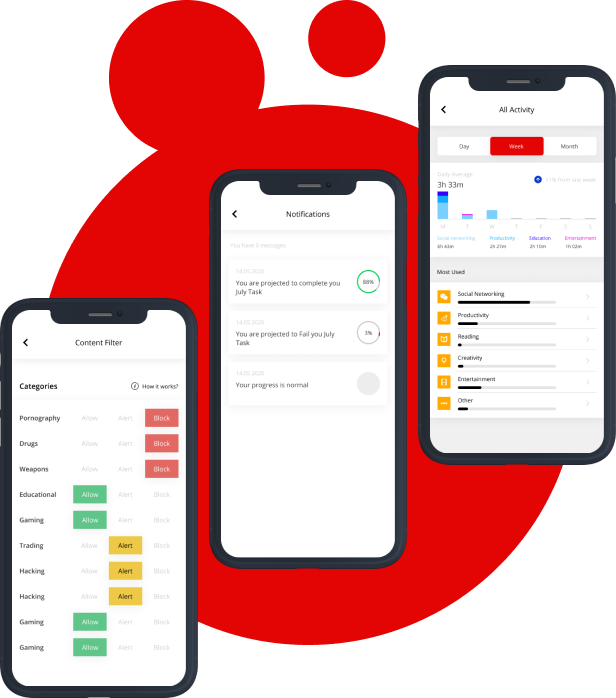 All Activity
Day Week Month
Daily Average
3h 33m
11% from last week
M T W T F S S
Social networking Productivity Education Entertainment
6h 43m 2h 27m 2h 10m 1h 02m
Most Used
Social Networking
Productivity
Reading
Creativity
Entertainment
Other
Notifications
You have 3 messages
14.05.2020
You are projected to complete you
July Task
88%
14.05.2020
You are projected to Fail you July
Task
3%
14.05.2020
Your progress is normal
Content Filter
Categories
i How it works?
Pornography Allow Alert Block
Drugs Allow Alert Block
Weapons Allow Alert Block
Educational Allow Alert Block
Gaming Allow Alert Block
Trading Allow Alert Block
Hacking Allow Alert Block
Hacking Allow Alert Block
Gaming Allow Alert Block
Gaming Allow Alert Block